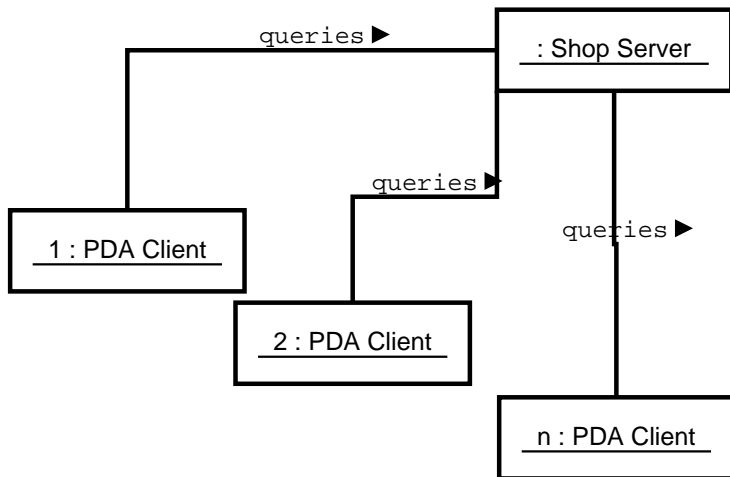 queries ►
: Shop Server
queries ►
1 : PDA Client
queries ►
2 : PDA Client
n : PDA Client